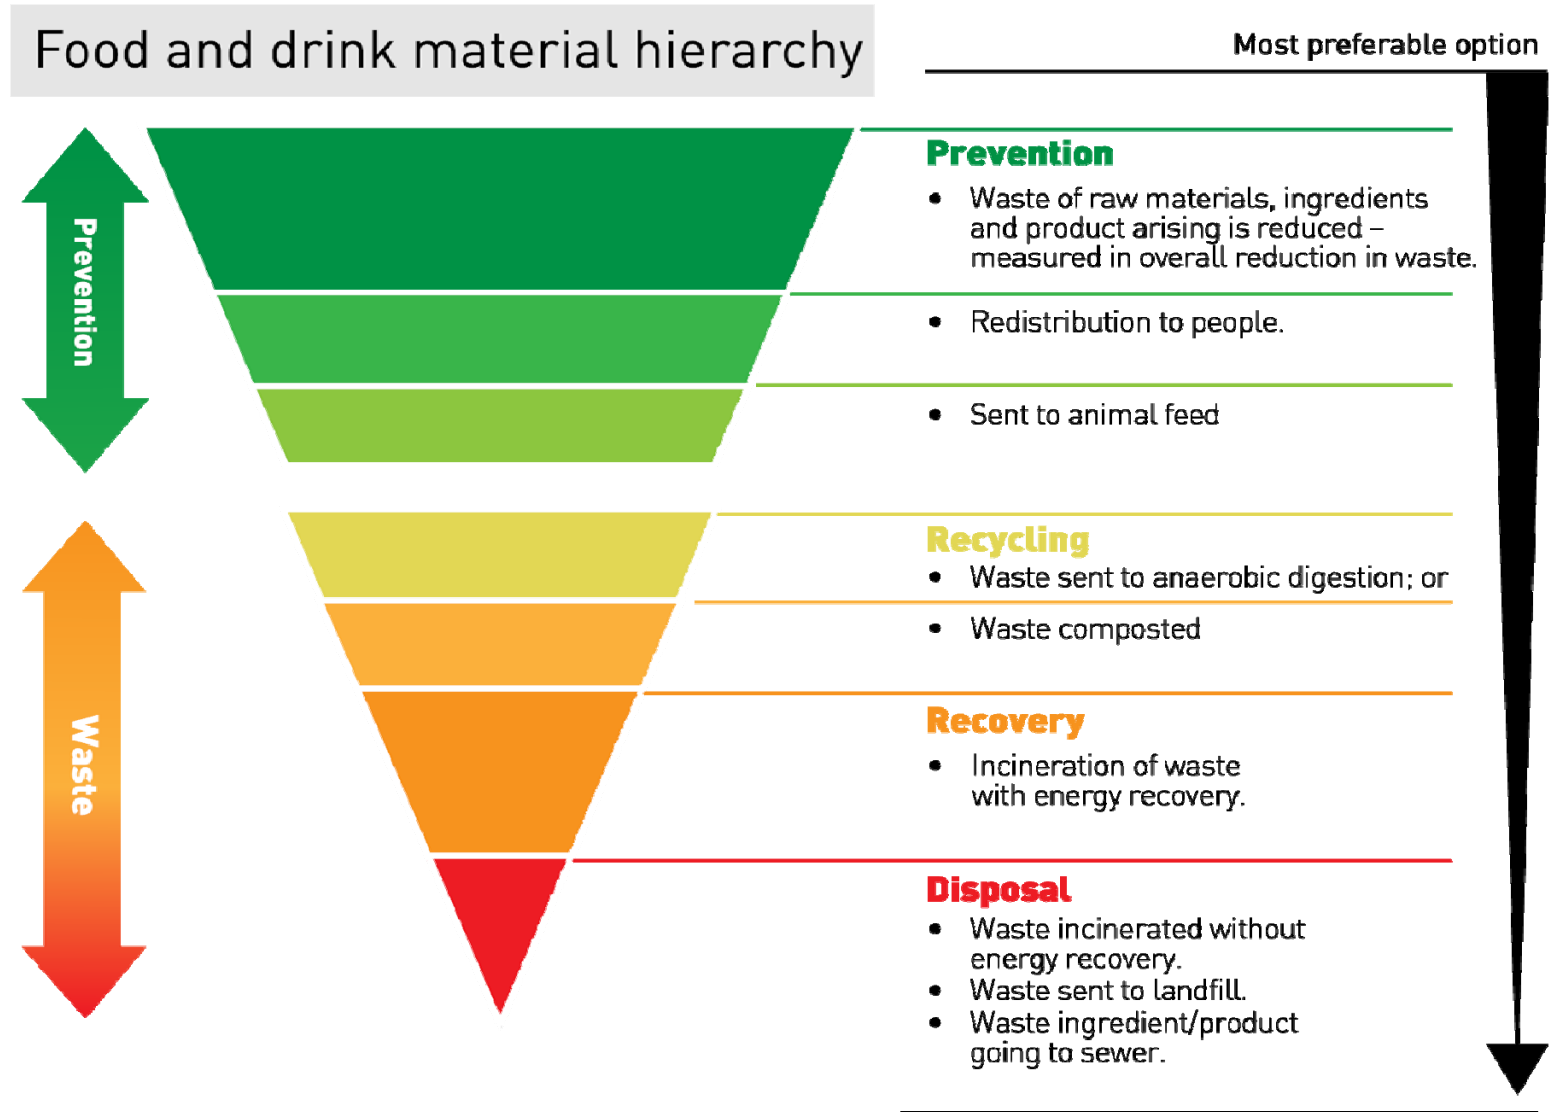 Food and drink material hierarchy
Most preferable option
Prevention
Prevention
• Waste of raw materials, ingredients
and product arising is reduced –
measured in overall reduction in waste.
• Redistribution to people.
• Sent to animal feed
Waste
Recycling
• Waste sent to anaerobic digestion; or
• Waste composted
Recovery
• Incineration of waste
with energy recovery.
Disposal
• Waste incinerated without
energy recovery.
• Waste sent to landfill.
• Waste ingredient/product
going to sewer.